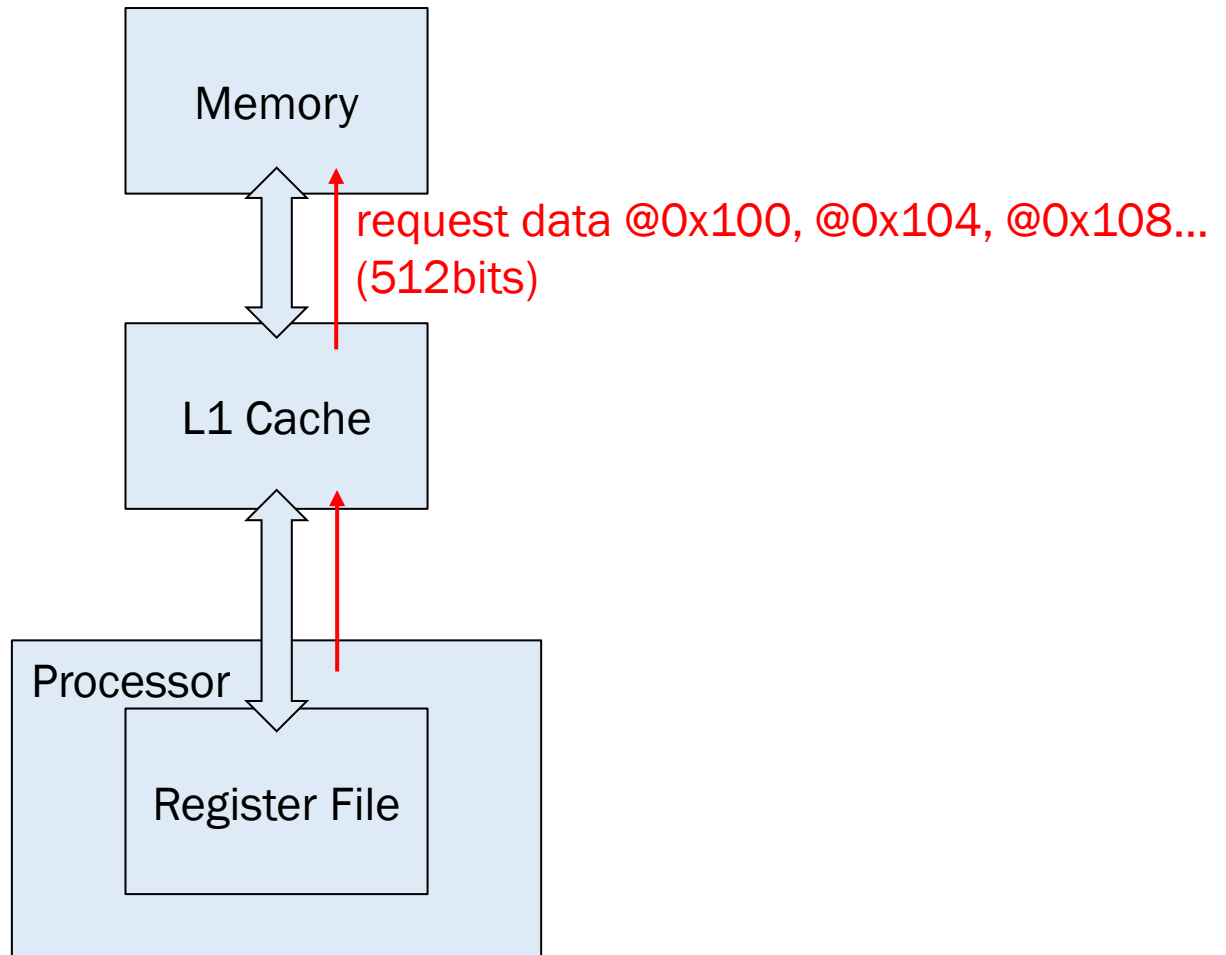 Memory
request data @0x100, @0x104, @0x108...
(512bits)
L1 Cache
Processor
Register File